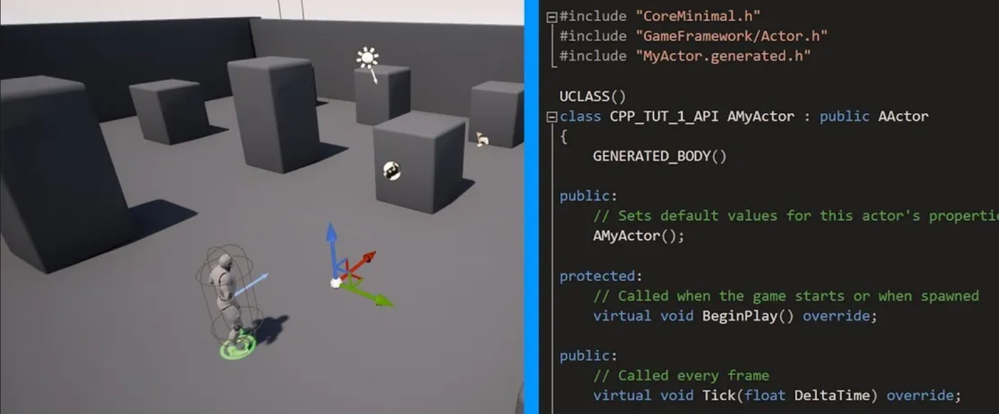 #include "CoreMinimal.h"
#include "GameFramework/Actor.h"
#include "MyActor.generated.h"
UCLASS()
class CPP_TUT_1_API AMyActor : public AActor
{
GENERATED_BODY()
public:
// Sets default values for this actor's propertie
AMyActor();
protected:
// Called when the game starts or when spawned
virtual void BeginPlay() override;
public:
// Called every frame
virtual void Tick(float DeltaTime) override;